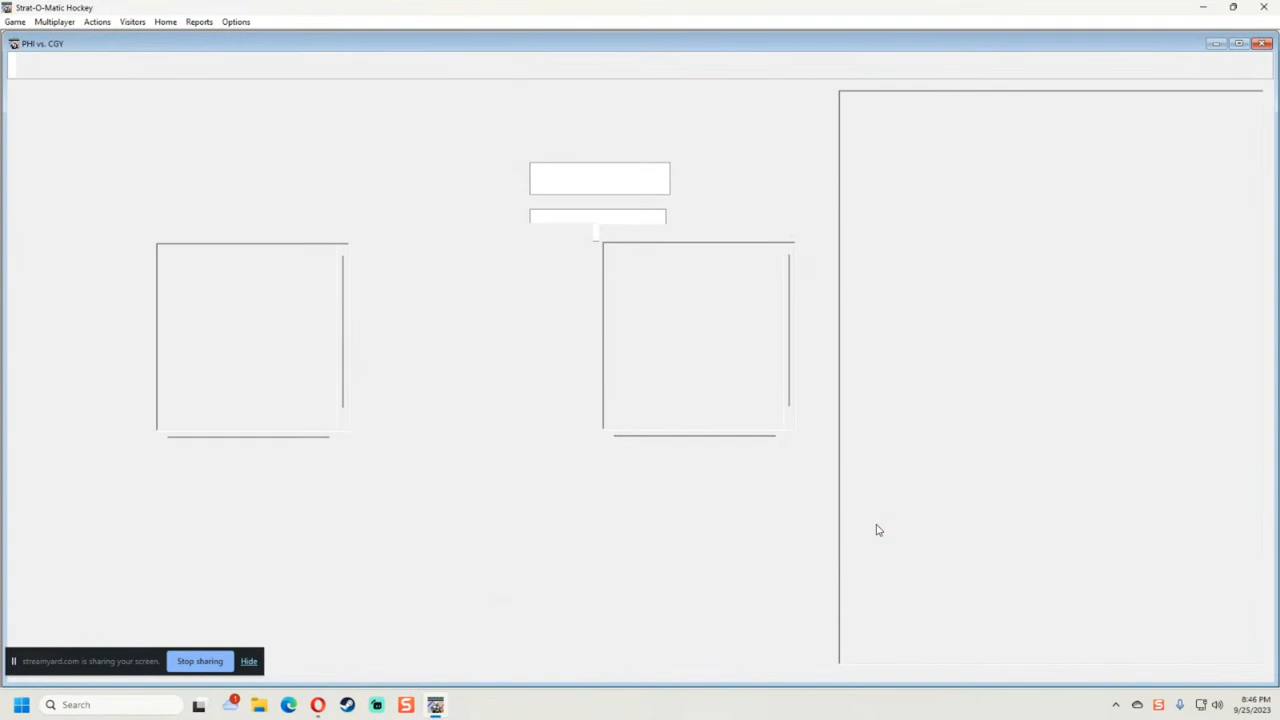 Strat-O-Matic Hockey
Game Multiplayer Actions Visitors Home Reports Options
PHI vs. CGY
streamyard.com is sharing your screen. Stop sharing Hide
Search
1
8:46 PM
9/25/2023